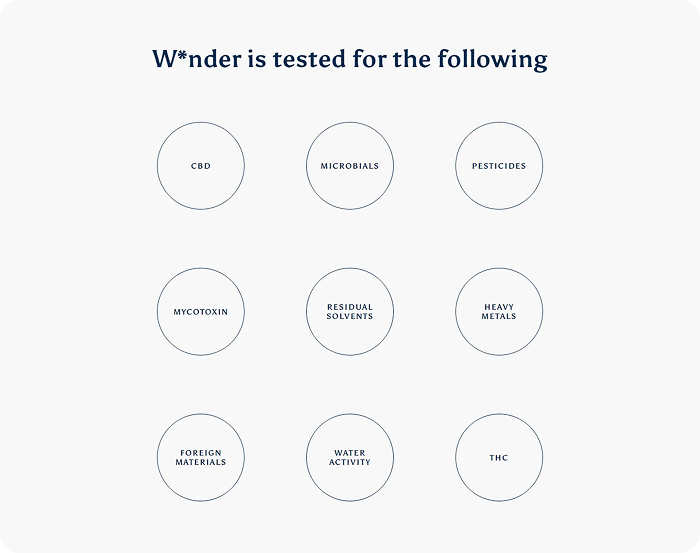 W*nder is tested for the following
CBD
MICROBIALS
PESTICIDES
MYCOTOXIN
RESIDUAL
SOLVENTS
HEAVY
METALS
FOREIGN
MATERIALS
WATER
ACTIVITY
THC